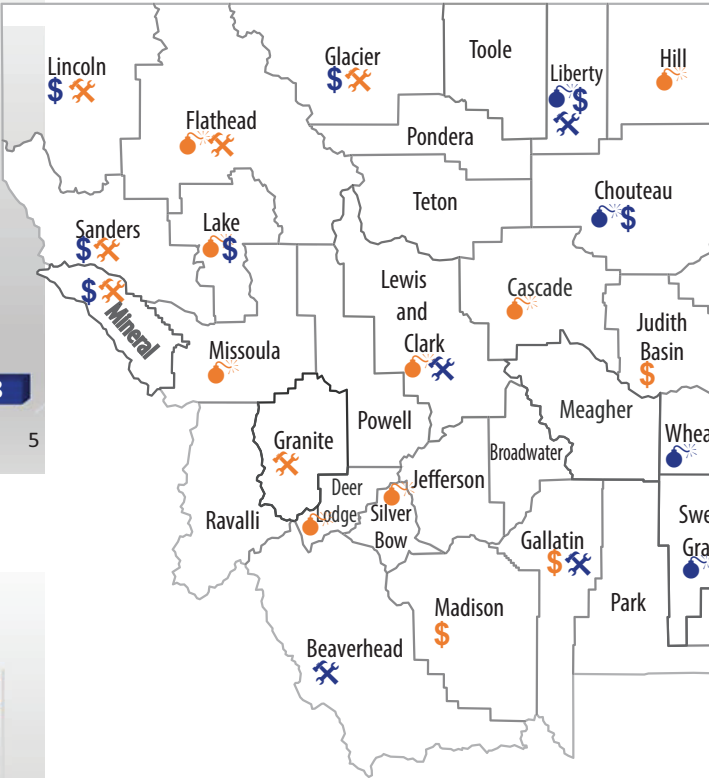 Lincoln
$
Glacier
$
Toole
Liberty
$
Hill
Flathead
Pondera
Teton
Chouteau
$
Sanders
$
Lake
$
Lewis
and
Clark
Cascade
$
Mineral
Judith
Basin
$
Missoula
Meagher
Powell
Granite
Broadwater
5
Jefferson
Deer
odge
Silver
Bow
Ravalli
Gallatin
$
Park
Madison
$
Beaverhead